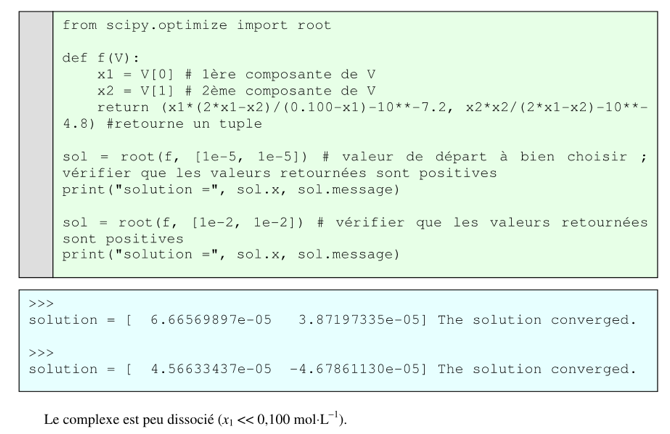 from scipy.optimize import root
def f(V):
x1 = V[0] # 1ère composante de V
x2 = V[1] # 2ème composante de V
return (x1*(2*x1-x2)/(0.100-x1)-10**-7.2, x2*x2/(2*x1-x2)-10**-
4.8) #retourne un tuple
sol = root(f, [1e-5, 1e-5]) # valeur de départ à bien choisir ;
vérifier que les valeurs retournées sont positives
print("solution =", sol.x, sol.message)
sol = root(f, [1e-2, 1e-2]) # vérifier que les valeurs retournées
sont positives
print("solution =", sol.x, sol.message)
>>>
solution = [ 6.66569897e-05 3.87197335e-05] The solution converged.
>>>
solution = [ 4.56633437e-05 -4.67861130e-05] The solution converged.
Le complexe est peu dissocié (x₁ << 0,100 mol·L⁻¹).